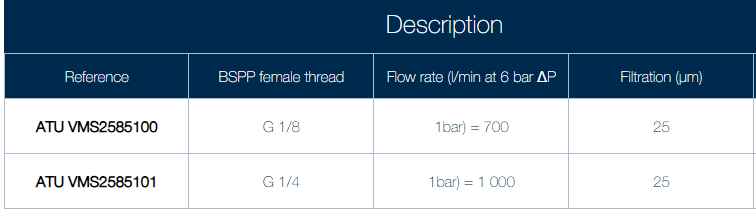 Description
Reference BSPP female thread Flow rate (l/min at 6 bar ΔP Filtration (µm)
ATU VMS2585100 G 1/8 1bar) = 700 25
ATU VMS2585101 G 1/4 1bar) = 1 000 25